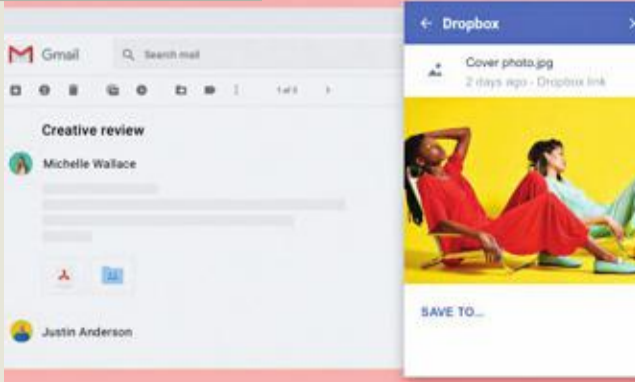 Gmail
Search mail
1 of 5
Creative review
Michelle Wallace
Justin Anderson
Dropbox
Cover photo.jpg
2 days ago - Dropbox link
SAVE TO...